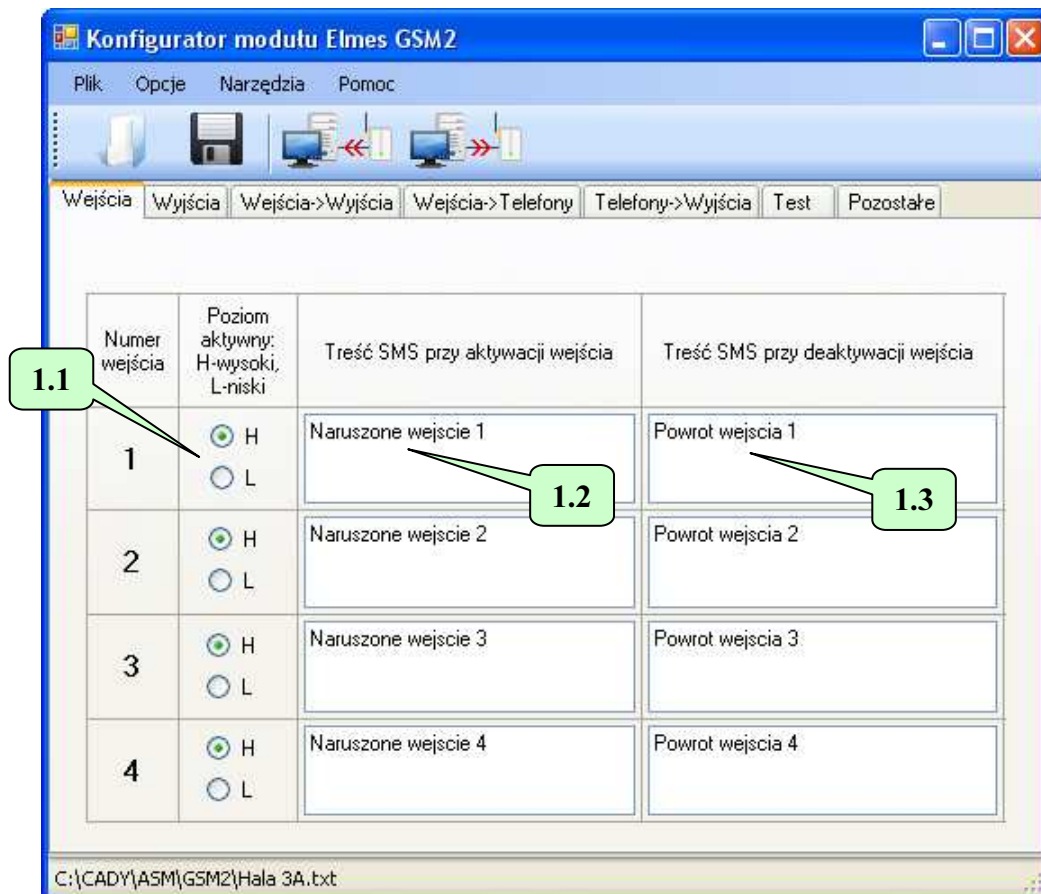 Konfigurator modułu Elmes GSM2
Plik Opcje Narzędzia Pomoc
Wejścia Wyjścia Wejścia->Wyjścia Wejścia->Telefony Telefony->Wyjścia Test Pozostałe
Numer wejścia
Poziom aktywny: H-wysoki, L-niski
Treść SMS przy aktywacji wejścia
Treść SMS przy deaktywacji wejścia
1.1
1
H
L
Naruszone wejscie 1
Powrot wejscia 1
1.2
1.3
2
H
L
Naruszone wejscie 2
Powrot wejscia 2
3
H
L
Naruszone wejscie 3
Powrot wejscia 3
4
H
L
Naruszone wejscie 4
Powrot wejscia 4
C:\CADY\ASM\GSM2\Hala 3A.txt